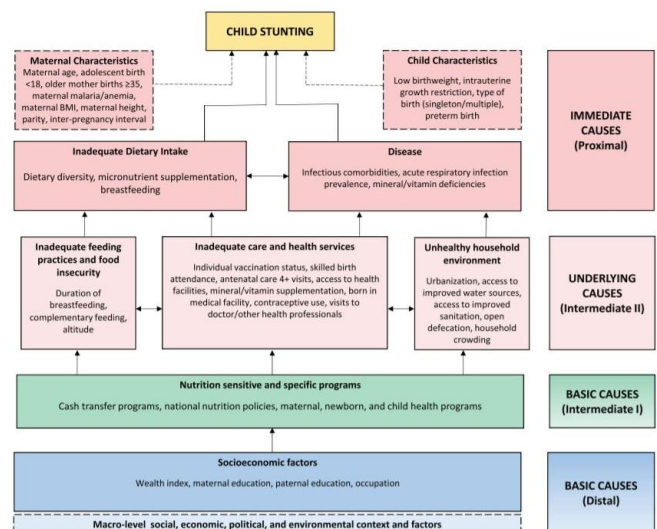 CHILD STUNTING
Maternal Characteristics
Maternal age, adolescent birth
<18, older mother births ≥35,
maternal malaria/anemia,
maternal BMI, maternal height,
parity, inter-pregnancy interval
Child Characteristics
Low birthweight, intrauterine
growth restriction, type of
birth (singleton/multiple),
preterm birth
IMMEDIATE
CAUSES
(Proximal)
Inadequate Dietary Intake
Dietary diversity, micronutrient supplementation,
breastfeeding
Disease
Infectious comorbidities, acute respiratory infection
prevalence, mineral/vitamin deficiencies
Inadequate feeding
practices and food
insecurity
Duration of
breastfeeding,
complementary feeding,
altitude
Inadequate care and health services
Individual vaccination status, skilled birth
attendance, antenatal care 4+ visits, access to health
facilities, mineral/vitamin supplementation, born in
medical facility, contraceptive use, visits to
doctor/other health professionals
Unhealthy household
environment
Urbanization, access to
improved water sources,
access to improved
sanitation, open
defecation, household
crowding
UNDERLYING
CAUSES
(Intermediate II)
Nutrition sensitive and specific programs
Cash transfer programs, national nutrition policies, maternal, newborn, and child health programs
BASIC CAUSES
(Intermediate I)
Socioeconomic factors
Wealth index, maternal education, paternal education, occupation
BASIC CAUSES
(Distal)
Macro-level social, economic, political, and environmental context and factors